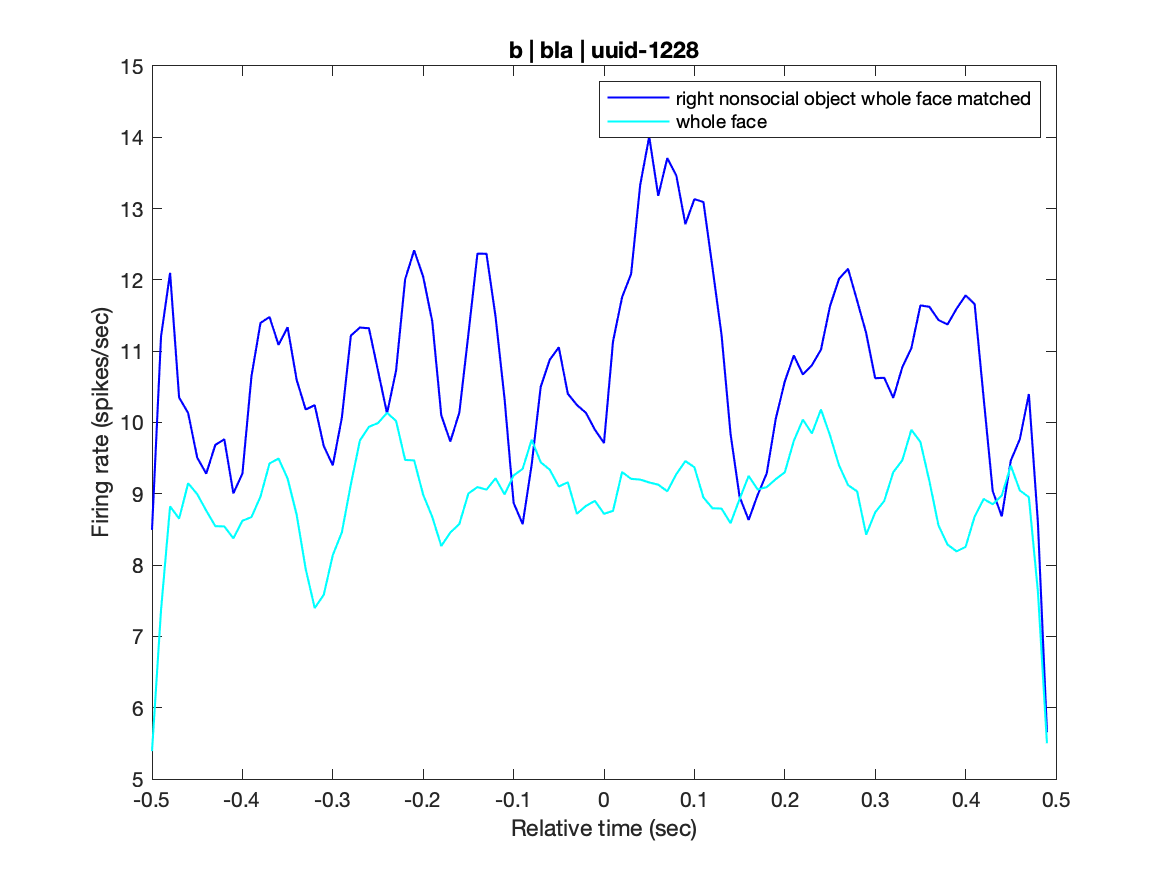 b | bla | uuid-1228
right nonsocial object whole face matched
whole face
15
14
13
12
11
10
9
8
7
6
5
Firing rate (spikes/sec)
-0.5 -0.4 -0.3 -0.2 -0.1 0 0.1 0.2 0.3 0.4 0.5
Relative time (sec)